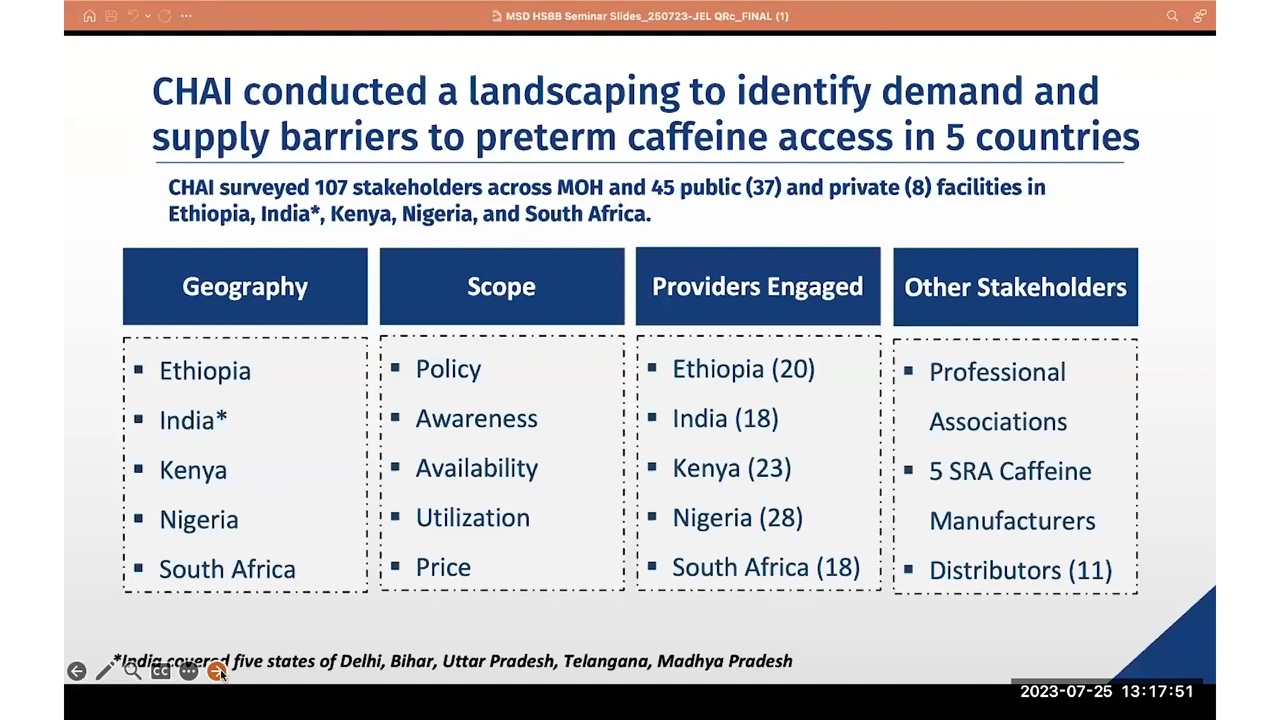 MSD HSBB Seminar Slides_250723-JEL QRc_FINAL (1)
CHAI conducted a landscaping to identify demand and
supply barriers to preterm caffeine access in 5 countries
CHAI surveyed 107 stakeholders across MOH and 45 public (37) and private (8) facilities in
Ethiopia, India*, Kenya, Nigeria, and South Africa.
Geography
▪ Ethiopia
▪ India*
▪ Kenya
▪ Nigeria
▪ South Africa
Scope
▪ Policy
▪ Awareness
▪ Availability
▪ Utilization
▪ Price
Providers Engaged
▪ Ethiopia (20)
▪ India (18)
▪ Kenya (23)
▪ Nigeria (28)
▪ South Africa (18)
Other Stakeholders
▪ Professional
Associations
▪ 5 SRA Caffeine
Manufacturers
▪ Distributors (11)
*India covered five states of Delhi, Bihar, Uttar Pradesh, Telangana, Madhya Pradesh
CC
2023-07-25 13:17:51